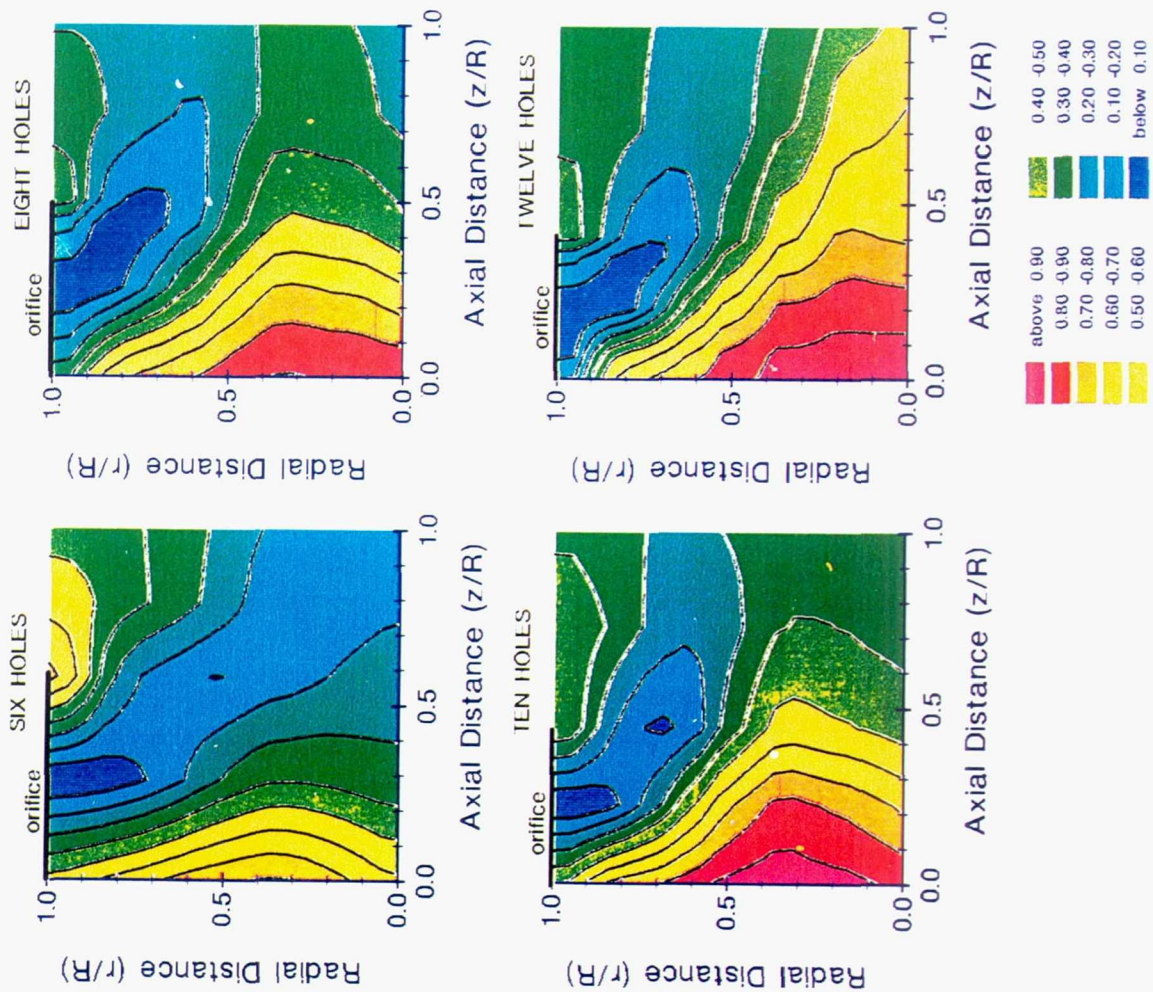 SIX HOLES
orifice
1.0
0.5
0.0
Radial Distance (r/R)
0.0
0.5
1.0
Axial Distance (z/R)
EIGHT HOLES
orifice
1.0
0.5
0.0
Radial Distance (r/R)
0.0
0.5
1.0
Axial Distance (z/R)
TEN HOLES
orifice
1.0
0.5
0.0
Radial Distance (r/R)
0.0
0.5
1.0
Axial Distance (z/R)
TWELVE HOLES
orifice
1.0
0.5
0.0
Radial Distance (r/R)
0.0
0.5
1.0
Axial Distance (z/R)
above 0.90
0.80 -0.90
0.70 -0.80
0.60 -0.70
0.50 -0.60
0.40 -0.50
0.30 -0.40
0.20 -0.30
0.10 -0.20
below 0.10